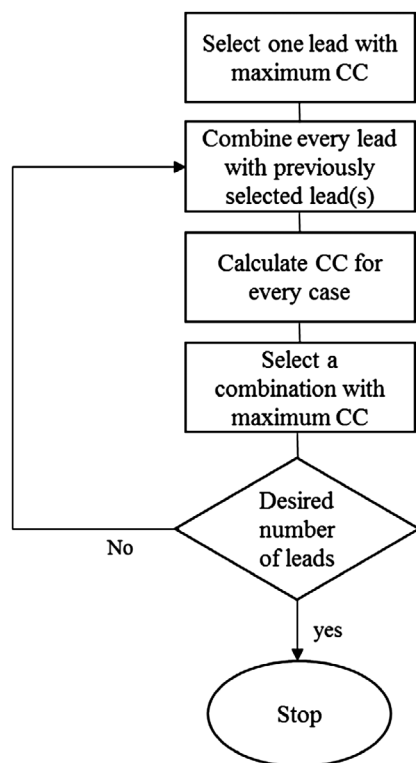 Select one lead with
maximum CC
Combine every lead
with previously
selected lead(s)
Calculate CC for
every case
Select a
combination with
maximum CC
Desired
number
of leads
No
yes
Stop